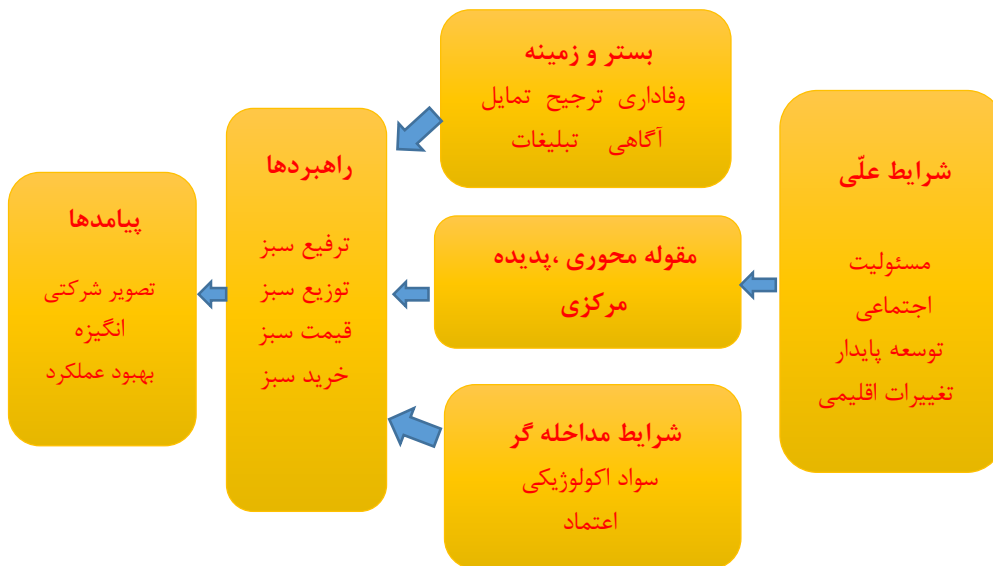 شرایط علّی
مسئولیت
اجتماعی
توسعه پایدار
تغییرات اقلیمی
بستر و زمینه
وفاداری ترجیح تمایل
آگاهی تبلیغات
مقوله محوری ،پدیده
مرکزی
شرایط مداخله گر
سواد اکولوژیکی
اعتماد
راهبردها
ترفیع سبز
توزیع سبز
قیمت سبز
خرید سبز
پیامدها
تصویر شرکتی
انگیزه
بهبود عملکرد